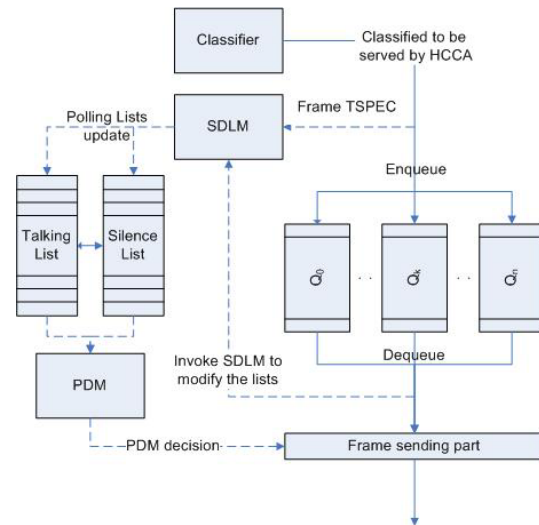 Classifier
Classified to be
served by HCCA
Frame TSPEC
SDLM
Polling Lists
update
Enqueue
Talking
List
Silence
List
Q0
. .
Qk
. .
Qn
Dequeue
Invoke SDLM to
modify the lists
PDM
PDM decision
Frame sending part